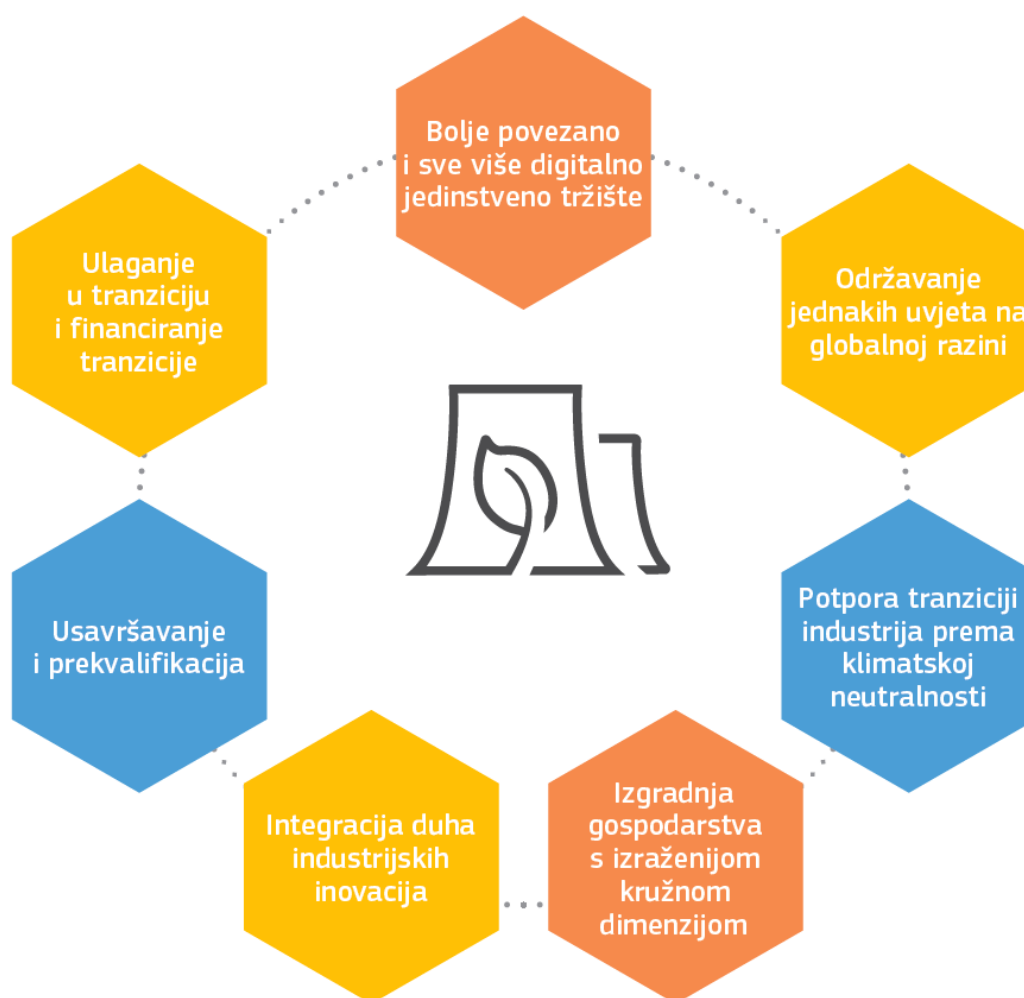 Bolje povezano
i sve više digitalno
jedinstveno tržište
Ulaganje
u tranziciju
i financiranje
tranzicije
Održavanje
jednakih uvjeta na
globalnoj razini
Usavršavanje
i prekvalifikacija
Potpora tranziciji
industrija prema
klimatskoj
neutralnosti
Integracija duha
industrijskih
inovacija
Izgradnja
gospodarstva
s izraženijom
kružnom
dimenzijom